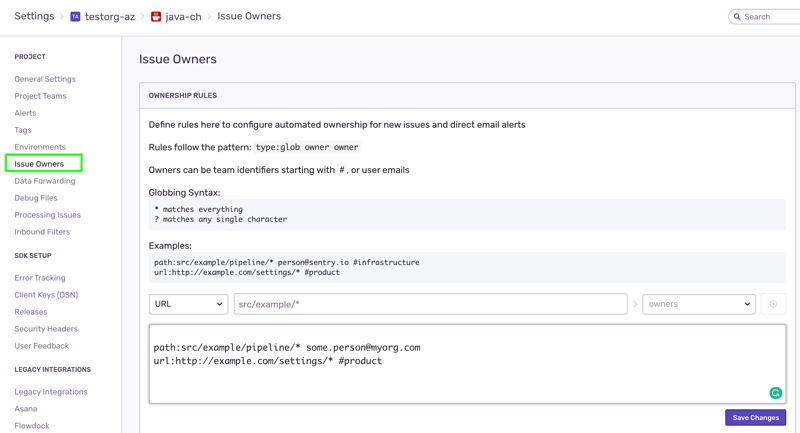 Settings > TA testorg-az > java-ch > Issue Owners
Search
PROJECT
General Settings
Project Teams
Alerts
Tags
Environments
Issue Owners
Data Forwarding
Debug Files
Processing Issues
Inbound Filters
SDK SETUP
Error Tracking
Client Keys (DSN)
Releases
Security Headers
User Feedback
LEGACY INTEGRATIONS
Legacy Integrations
Asana
Flowdock
Issue Owners
OWNERSHIP RULES
Define rules here to configure automated ownership for new issues and direct email alerts
Rules follow the pattern: type:glob owner owner
Owners can be team identifiers starting with #, or user emails
Globbing Syntax:
* matches everything
? matches any single character
Examples:
path:src/example/pipeline/* person@sentry.io #infrastructure
url:http://example.com/settings/* #product
URL src/example/* > owners
path:src/example/pipeline/* some.person@myorg.com
url:http://example.com/settings/* #product
Save Changes